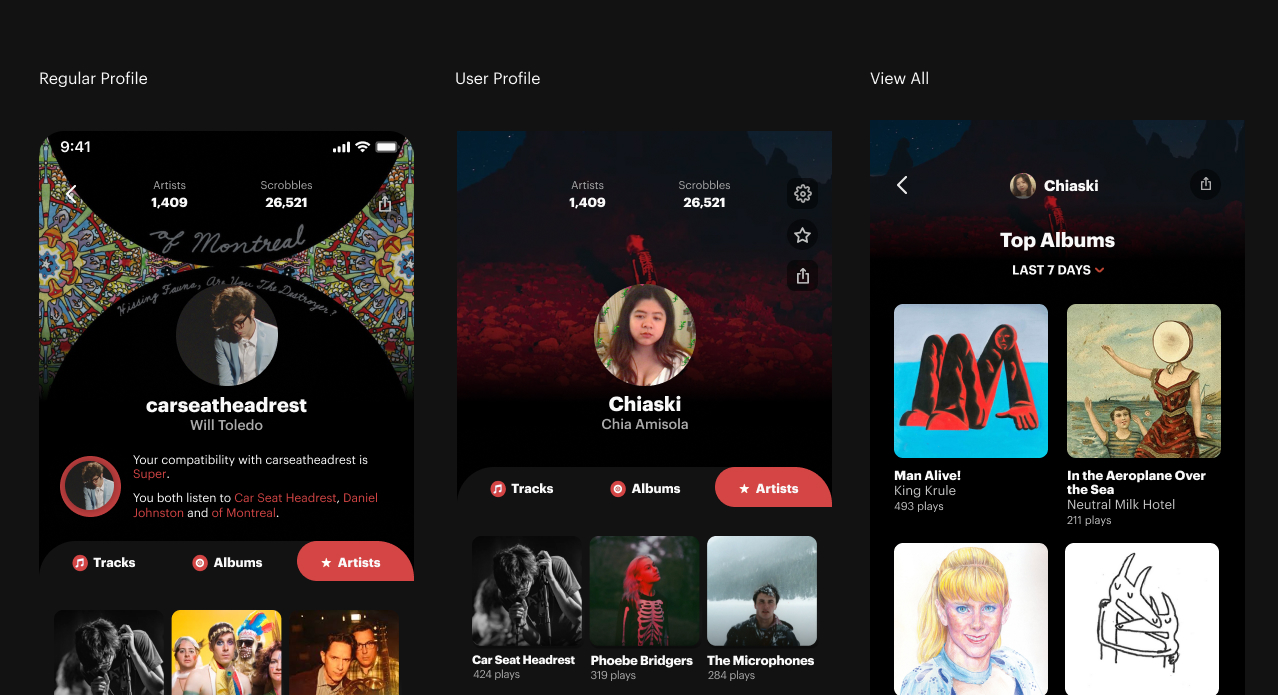 Regular Profile
User Profile
View All
9:41
Artists
1,409
Scrobbles
26,521
of Montreal
Hissing Fauna, Are You The Destroyer?
carseatheadrest
Will Toledo
Your compatibility with carseatheadrest is
Super.
You both listen to Car Seat Headrest, Daniel
Johnston and of Montreal.
Tracks
Albums
Artists
Artists
1,409
Scrobbles
26,521
Chiaski
Chia Amisola
Tracks
Albums
Artists
Car Seat Headrest
424 plays
Phoebe Bridgers
319 plays
The Microphones
284 plays
Chiaski
Top Albums
LAST 7 DAYS
Man Alive!
King Krule
493 plays
In the Aeroplane Over
the Sea
Neutral Milk Hotel
211 plays